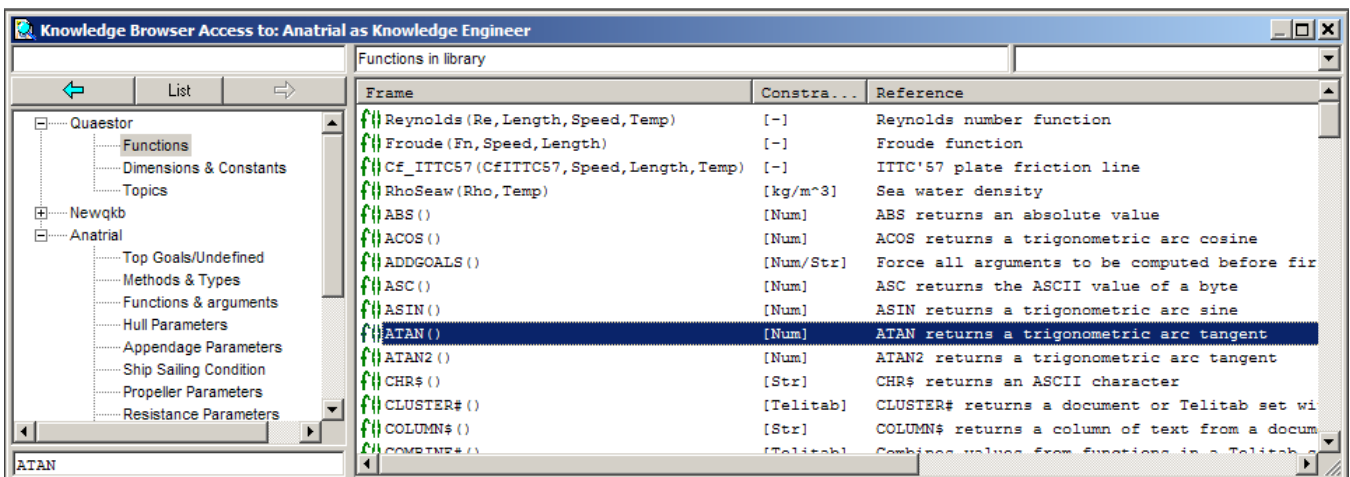 Knowledge Browser Access to: Anatrial as Knowledge Engineer
Functions in library
List
Quaestor
Functions
Dimensions & Constants
Topics
Newqkb
Anatrial
Top Goals/Undefined
Methods & Types
Functions & arguments
Hull Parameters
Appendage Parameters
Ship Sailing Condition
Propeller Parameters
Resistance Parameters
ATAN
Frame Constra... Reference
f() Reynolds(Re,Length,Speed,Temp) [-] Reynolds number function
f() Froude(Fn,Speed,Length) [-] Froude function
f() Cf_ITTC57(CfITTC57,Speed,Length,Temp) [-] ITTC'57 plate friction line
f() RhoSeaw(Rho,Temp) [kg/m^3] Sea water density
f() ABS() [Num] ABS returns an absolute value
f() ACOS() [Num] ACOS returns a trigonometric arc cosine
f() ADDGOALS() [Num/Str] Force all arguments to be computed before fir
f() ASC() [Num] ASC returns the ASCII value of a byte
f() ASIN() [Num] ASIN returns a trigonometric arc sine
f() ATAN() [Num] ATAN returns a trigonometric arc tangent
f() ATAN2() [Num] ATAN2 returns a trigonometric arc tangent
f() CHR$() [Str] CHR$ returns an ASCII character
f() CLUSTER#() [Telitab] CLUSTER# returns a document or Telitab set wi
f() COLUMN$() [Str] COLUMN$ returns a column of text from a docum
f() COMBINE#() [Telitab] Combines values from functions in a Telitab